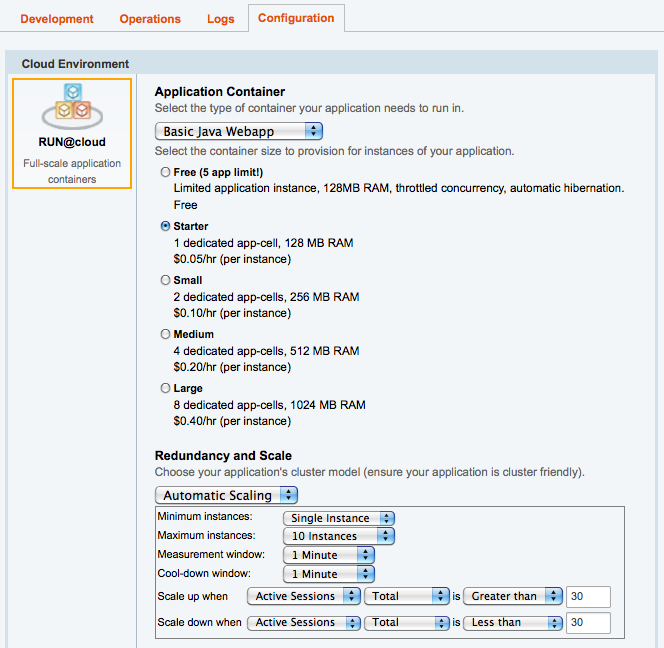 Development Operations Logs Configuration
Cloud Environment
RUN@cloud
Full-scale application
containers
Application Container
Select the type of container your application needs to run in.
Basic Java Webapp
Select the container size to provision for instances of your application.
Free (5 app limit!)
Limited application instance, 128MB RAM, throttled concurrency, automatic hibernation.
Free
Starter
1 dedicated app-cell, 128 MB RAM
$0.05/hr (per instance)
Small
2 dedicated app-cells, 256 MB RAM
$0.10/hr (per instance)
Medium
4 dedicated app-cells, 512 MB RAM
$0.20/hr (per instance)
Large
8 dedicated app-cells, 1024 MB RAM
$0.40/hr (per instance)
Redundancy and Scale
Choose your application's cluster model (ensure your application is cluster friendly).
Automatic Scaling
Minimum instances: Single Instance
Maximum instances: 10 Instances
Measurement window: 1 Minute
Cool-down window: 1 Minute
Scale up when Active Sessions Total is Greater than 30
Scale down when Active Sessions Total is Less than 30